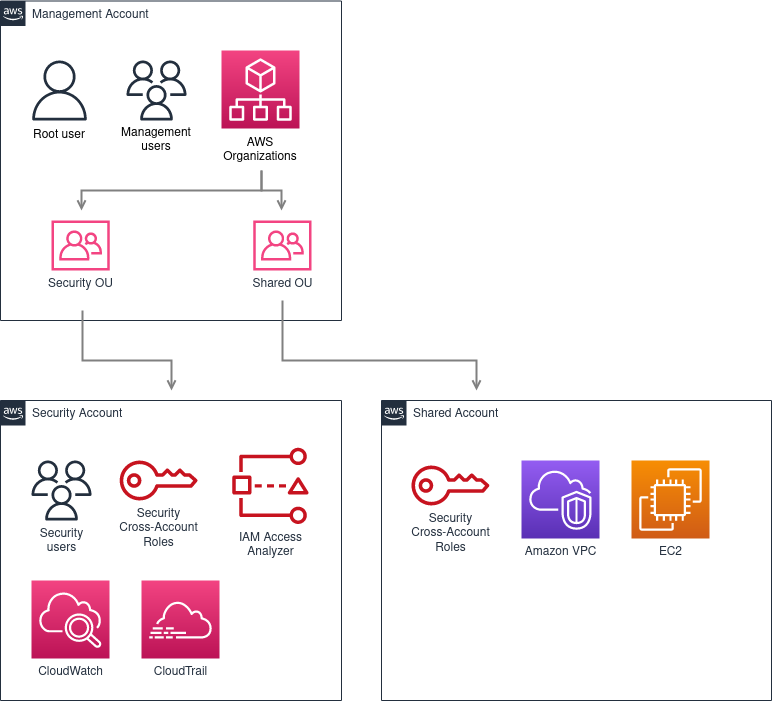 aws Management Account
Root user
Management
users
AWS
Organizations
Security OU
Shared OU
aws Security Account
Security
users
Security
Cross-Account
Roles
IAM Access
Analyzer
CloudWatch
CloudTrail
aws Shared Account
Security
Cross-Account
Roles
Amazon VPC
EC2